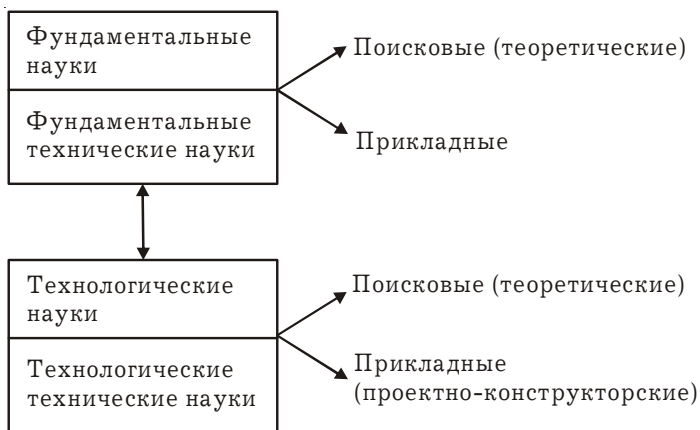 Фундаментальные
науки
Поисковые (теоретические)
Фундаментальные
технические науки
Прикладные
Технологические
науки
Поисковые (теоретические)
Технологические
технические науки
Прикладные
(проектно-конструкторские)